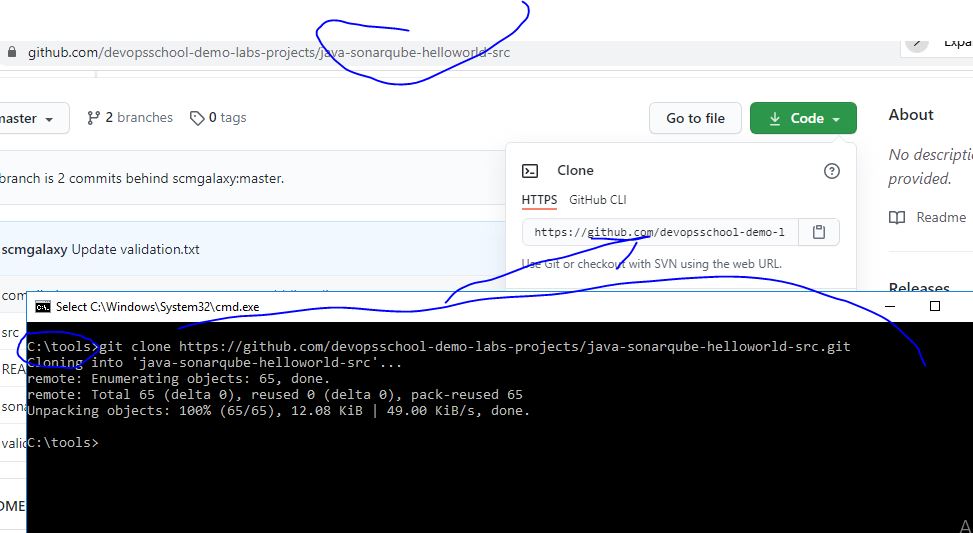 github.com/devopsschool-demo-labs-projects/java-sonarqube-helloworld-src
2 branches
0 tags
Go to file
Code
About
No
provided.
branch is 2 commits behind scmgalaxy:master.
Clone
HTTPS GitHub CLI
https://github.com/devopsschool-demo-l
Use Git or checkout with SVN using the web URL.
Readme
scmgalaxy Update validation.txt
Releases
src
Select C:\Windows\System32\cmd.exe
C:\tools>git clone https://github.com/devopsschool-demo-labs-projects/java-sonarqube-helloworld-src.git
Cloning into 'java-sonarqube-helloworld-src'...
remote: Enumerating objects: 65, done.
remote: Total 65 (delta 0), reused 0 (delta 0), pack-reused 65
Unpacking objects: 100% (65/65), 12.08 KiB | 49.00 KiB/s, done.
C:\tools>